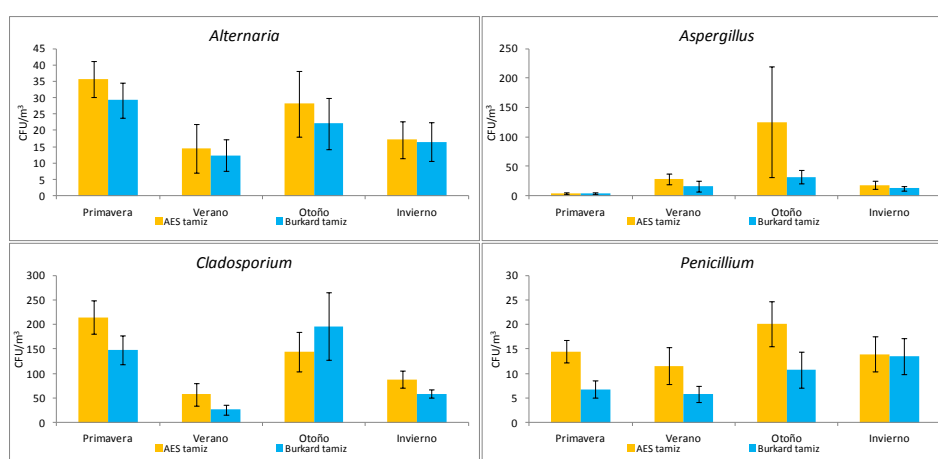 Alternaria
45
40
35
30
25
20
15
10
5
0
CFU/m³
Primavera Verano Otoño Invierno
AES tamiz Burkard tamiz
Aspergillus
250
200
150
100
50
0
CFU/m³
Primavera Verano Otoño Invierno
AES tamiz Burkard tamiz
Cladosporium
300
250
200
150
100
50
0
CFU/m³
Primavera Verano Otoño Invierno
AES tamiz Burkard tamiz
Penicillium
30
25
20
15
10
5
0
CFU/m³
Primavera Verano Otoño Invierno
AES tamiz Burkard tamiz